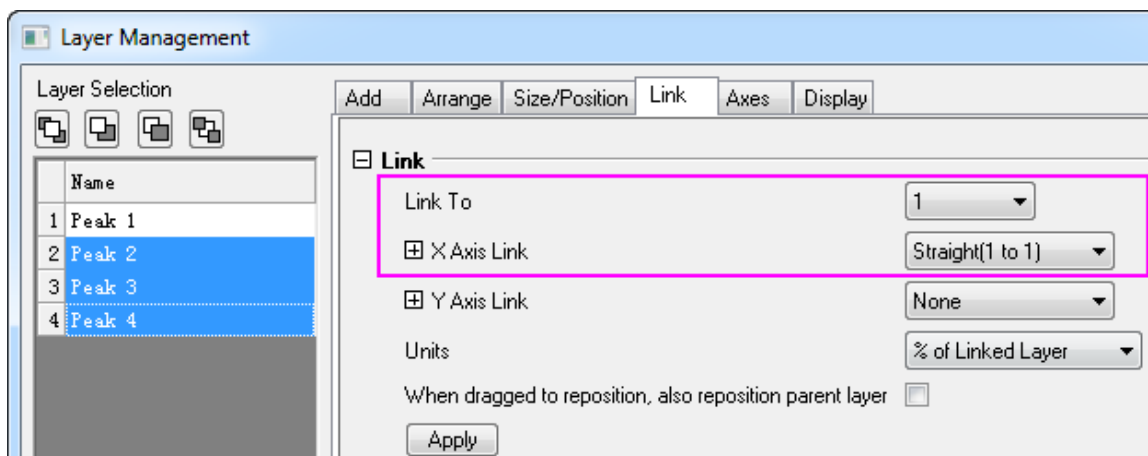 Layer Management
Layer Selection
Add Arrange Size/Position Link Axes Display
Name
1 Peak 1
2 Peak 2
3 Peak 3
4 Peak 4
Link
Link To 1
X Axis Link Straight(1 to 1)
Y Axis Link None
Units % of Linked Layer
When dragged to reposition, also reposition parent layer
Apply